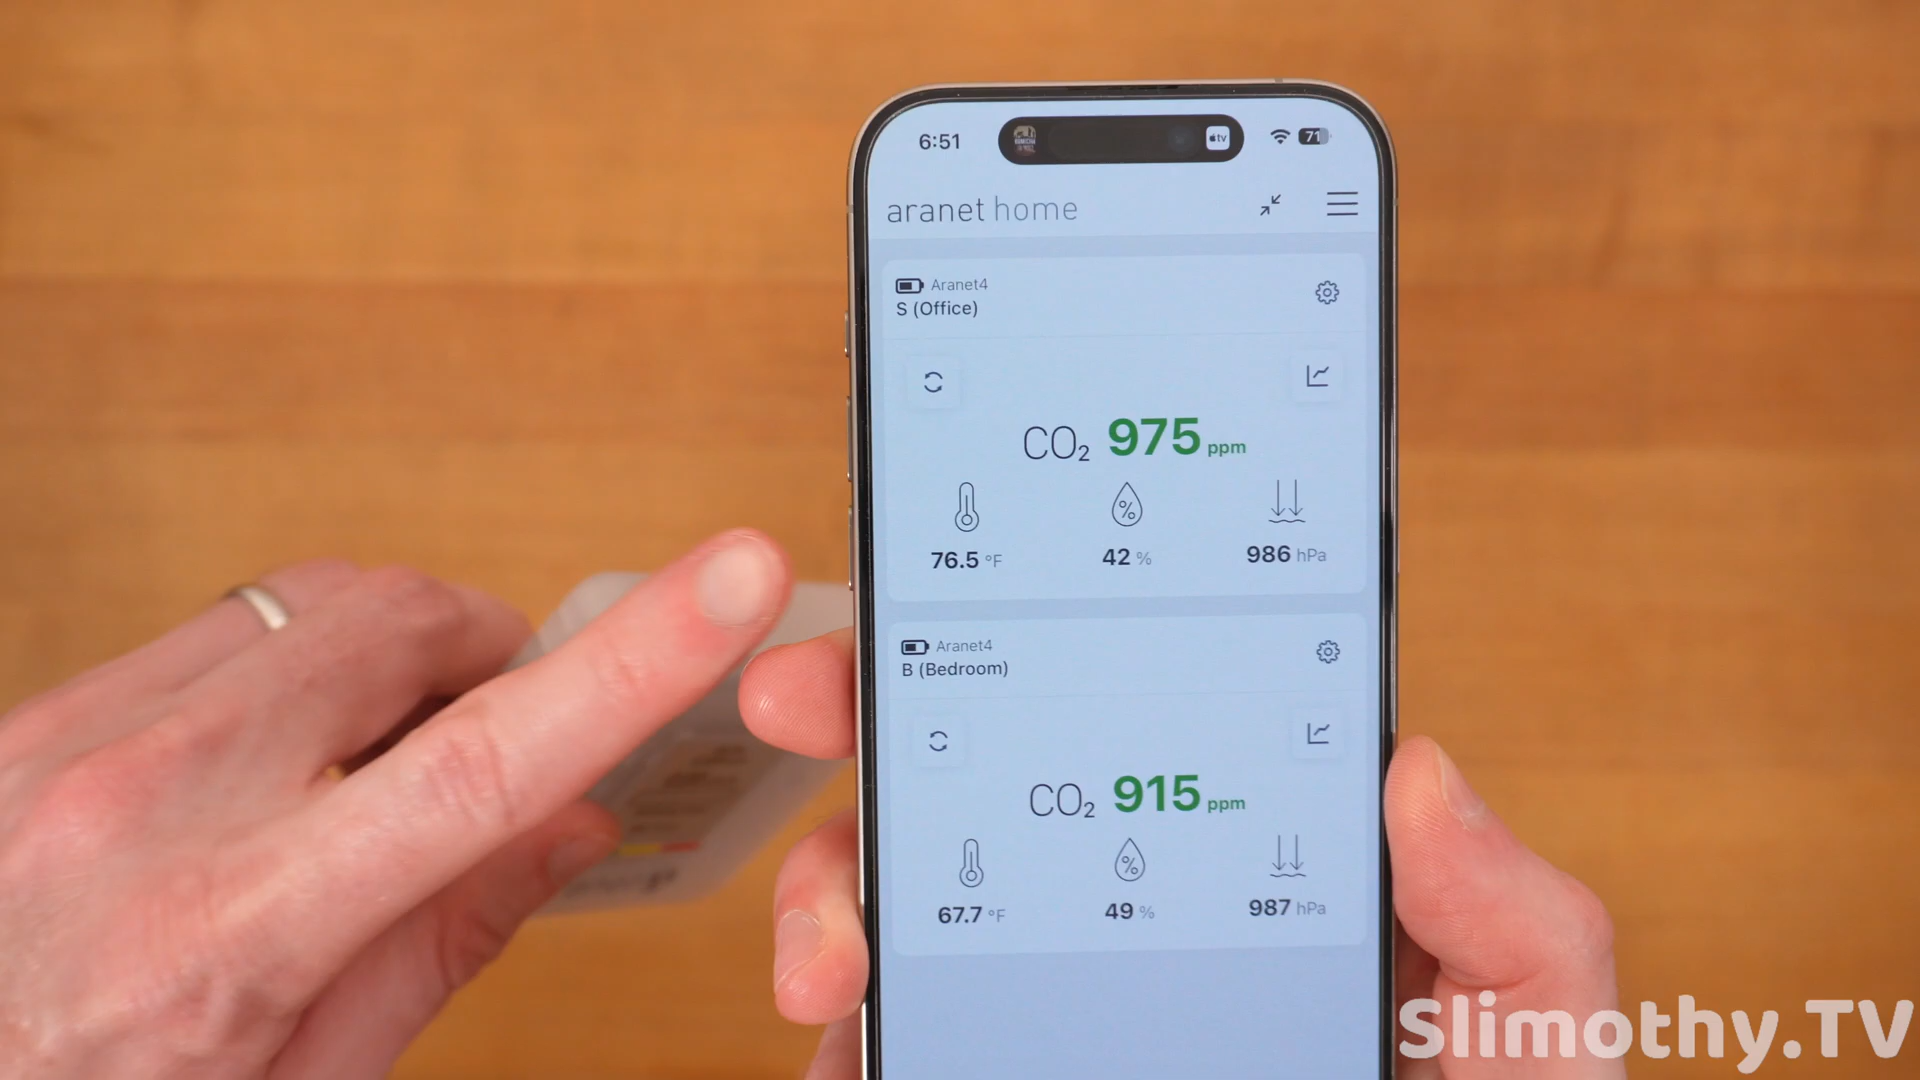 6:51
tv
71
aranet home
Aranet4
S (Office)
CO₂ 975 ppm
%
76.5 °F
42 %
986 hPa
Aranet4
B (Bedroom)
CO₂ 915 ppm
%
67.7 °F
49 %
987 hPa
Slimothy.TV